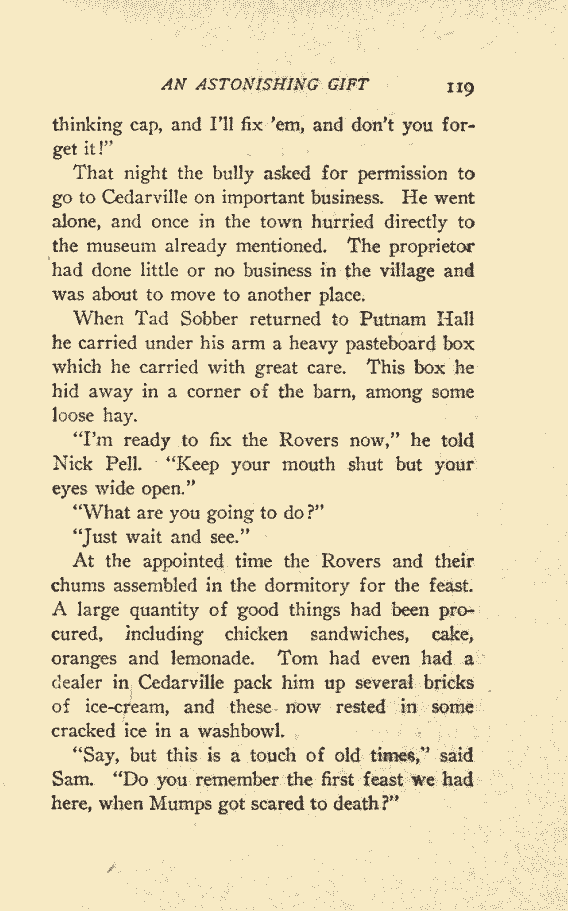 AN ASTONISHING GIFT 119
thinking cap, and I'll fix 'em, and don't you for-
get it!"
That night the bully asked for permission to
go to Cedarville on important business. He went
alone, and once in the town hurried directly to
the museum already mentioned. The proprietor
had done little or no business in the village and
was about to move to another place.
When Tad Sobber returned to Putnam Hall
he carried under his arm a heavy pasteboard box
which he carried with great care. This box he
hid away in a corner of the barn, among some
loose hay.
"I'm ready to fix the Rovers now," he told
Nick Pell. "Keep your mouth shut but your
eyes wide open."
"What are you going to do?"
"Just wait and see."
At the appointed time the Rovers and their
chums assembled in the dormitory for the feast.
A large quantity of good things had been pro-
cured, including chicken sandwiches, cake,
oranges and lemonade. Tom had even had a
dealer in Cedarville pack him up several bricks
of ice-cream, and these now rested in some
cracked ice in a washbowl.
"Say, but this is a touch of old times," said
Sam. "Do you remember the first feast we had
here, when Mumps got scared to death?"